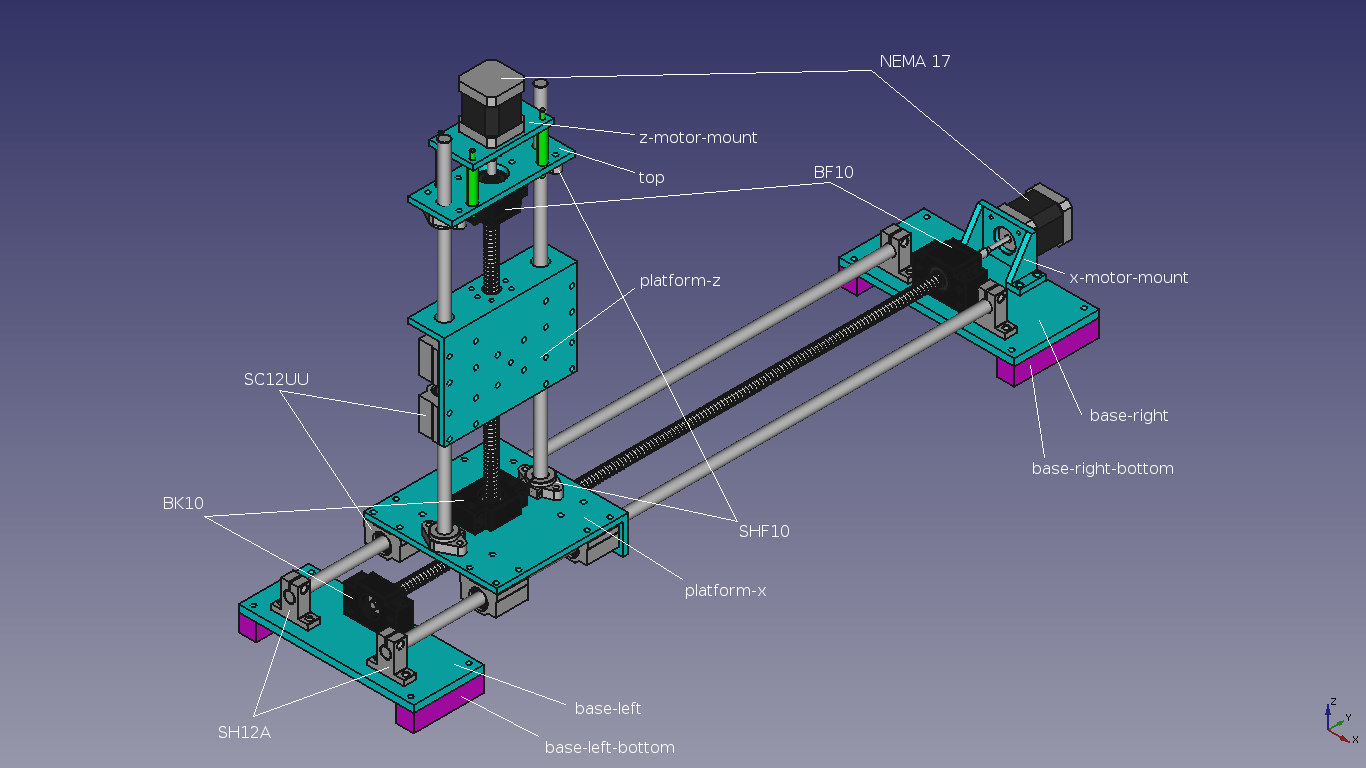 NEMA 17
z-motor-mount
top
BF10
platform-z
x-motor-mount
SC12UU
base-right
base-right-bottom
BK10
SHF10
platform-x
base-left
SH12A
base-left-bottom
Z
Y
X